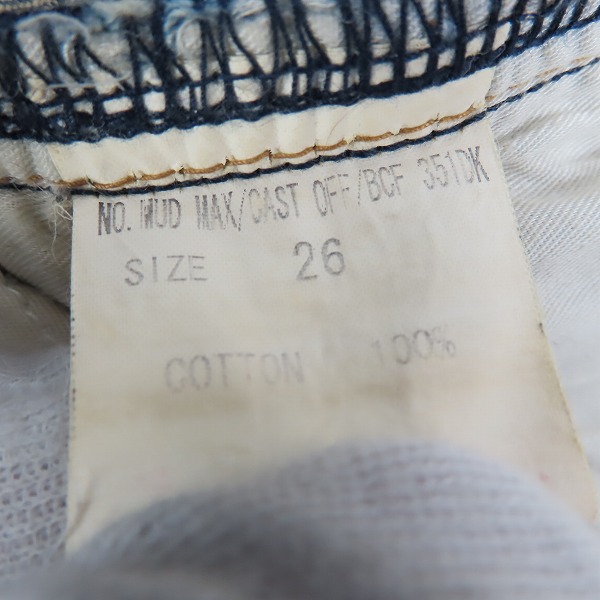 NO. MUD MAX/CAST OFF/BCF 351DK
SIZE 26
COTTON 100%